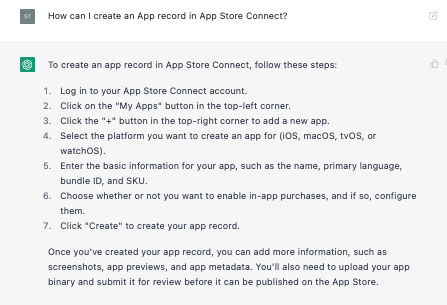 ST
How can I create an App record in App Store Connect?
To create an app record in App Store Connect, follow these steps:
1. Log in to your App Store Connect account.
2. Click on the "My Apps" button in the top-left corner.
3. Click the "+" button in the top-right corner to add a new app.
4. Select the platform you want to create an app for (iOS, macOS, tvOS, or
watchOS).
5. Enter the basic information for your app, such as the name, primary language,
bundle ID, and SKU.
6. Choose whether or not you want to enable in-app purchases, and if so, configure
them.
7. Click "Create" to create your app record.
Once you've created your app record, you can add more information, such as
screenshots, app previews, and app metadata. You'll also need to upload your app
binary and submit it for review before it can be published on the App Store.